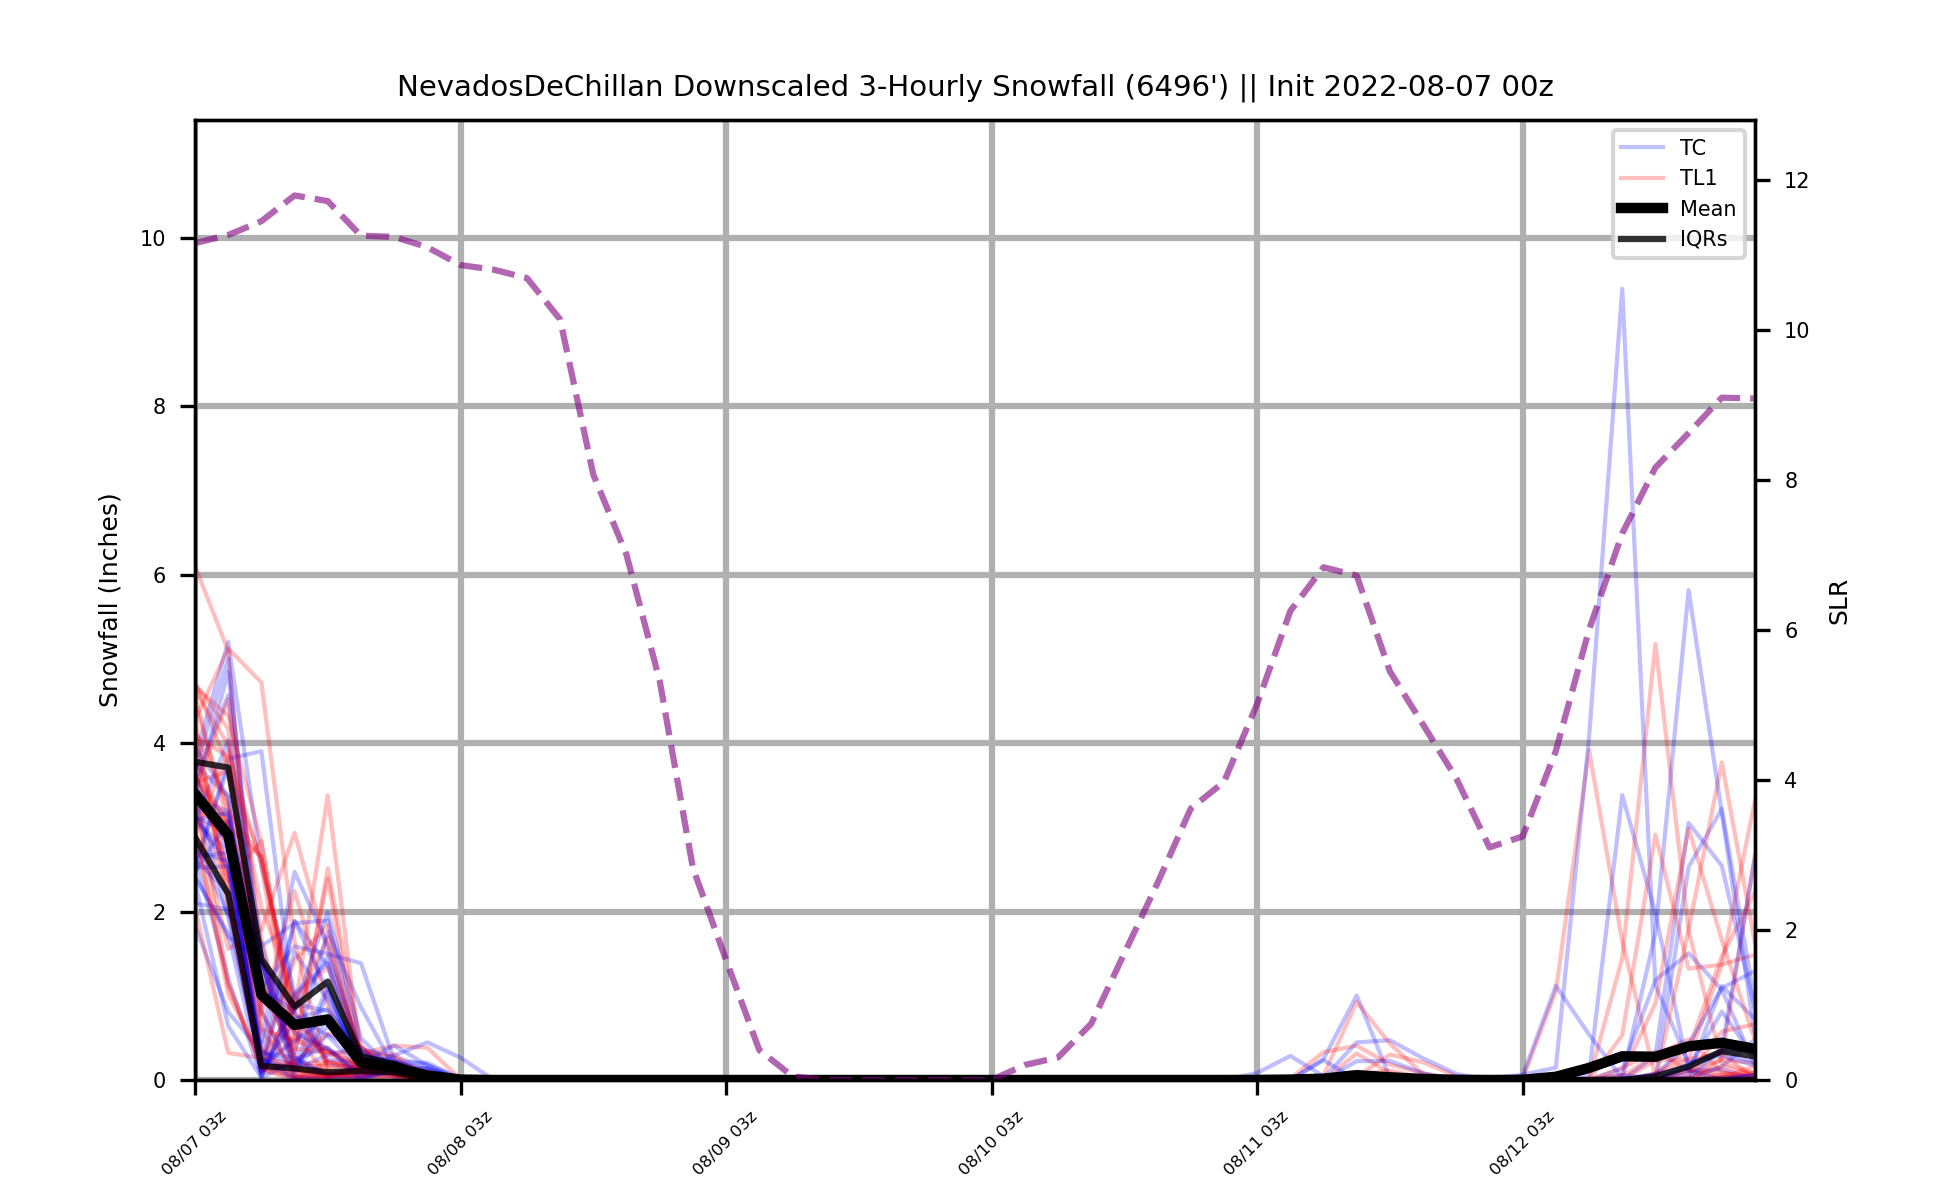 NevadosDeChillan Downscaled 3-Hourly Snowfall (6496') || Init 2022-08-07 00z
TC
TL1
Mean
IQRs
Snowfall (Inches)
10
8
6
4
2
0
12
10
8
6
4
2
0
SLR
08/07 03z
08/08 03z
08/09 03z
08/10 03z
08/11 03z
08/12 03z